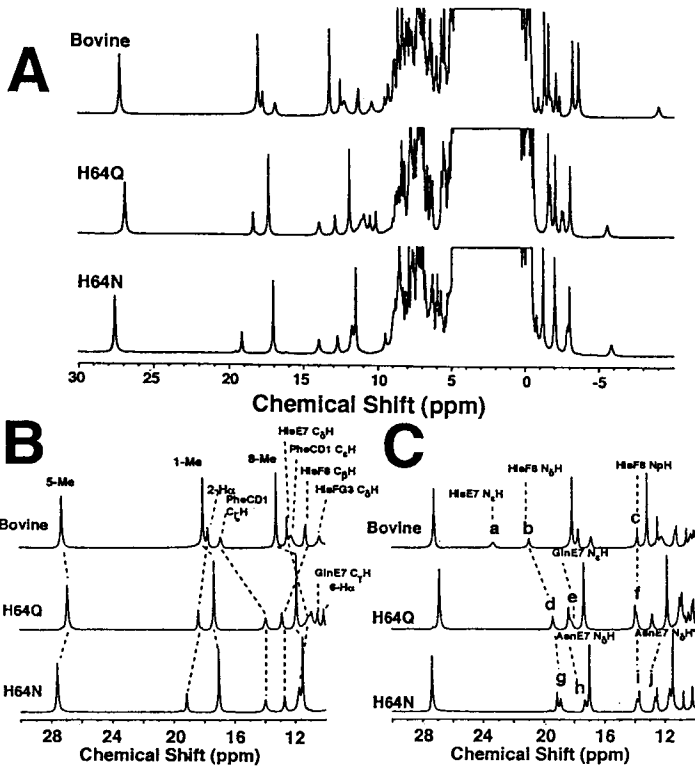 A
Bovine
H64Q
H64N
30 25 20 15 10 5 0 -5
Chemical Shift (ppm)
B
HisE7 CδH
PheCD1 CεH
HisF8 CβH
HisFG3 CδH
5-Me
1-Me
8-Me
2-Hα
PheCD1
CζH
Bovine
GlnE7 CγH
6-Hα
H64Q
H64N
28 24 20 16 12
Chemical Shift (ppm)
C
HisF8 NδH
HisF8 NpH
HisE7 NεH
Bovine
a
b
c
GlnE7 NεH
H64Q
d
e
f
AsnE7 NδH
AsnE7 NδH'
H64N
g
h
i
j
28 24 20 16 12
Chemical Shift (ppm)